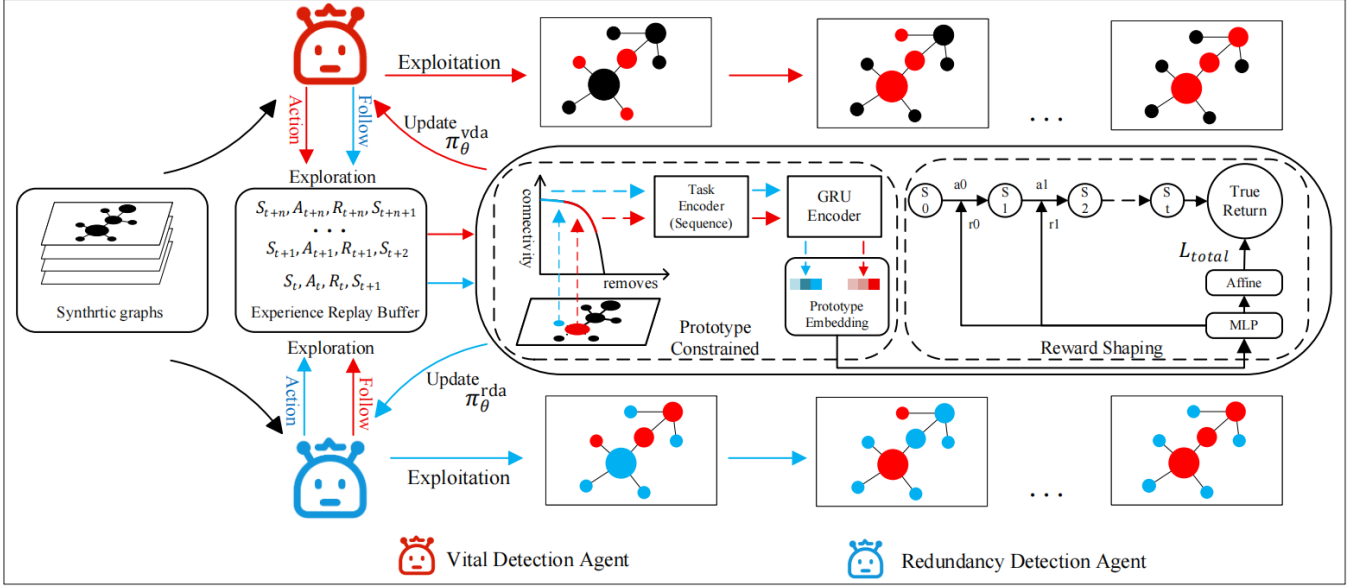 Exploitation
Action
Follow
Update
π_θ^vda
Exploration
S_{t+n}, A_{t+n}, R_{t+n}, S_{t+n+1}
...
S_{t+1}, A_{t+1}, R_{t+1}, S_{t+2}
S_t, A_t, R_t, S_{t+1}
Experience Replay Buffer
Synthrtic graphs
connectivity
removes
Task
Encoder
(Sequence)
GRU
Encoder
Prototype
Embedding
Prototype
Constrained
S
0
a0
r0
S
1
a1
r1
S
2
S
t
True
Return
L_total
Affine
MLP
Reward Shaping
...
Exploration
Action
Follow
Update
π_θ^rda
Exploitation
...
Vital Detection Agent
Redundancy Detection Agent